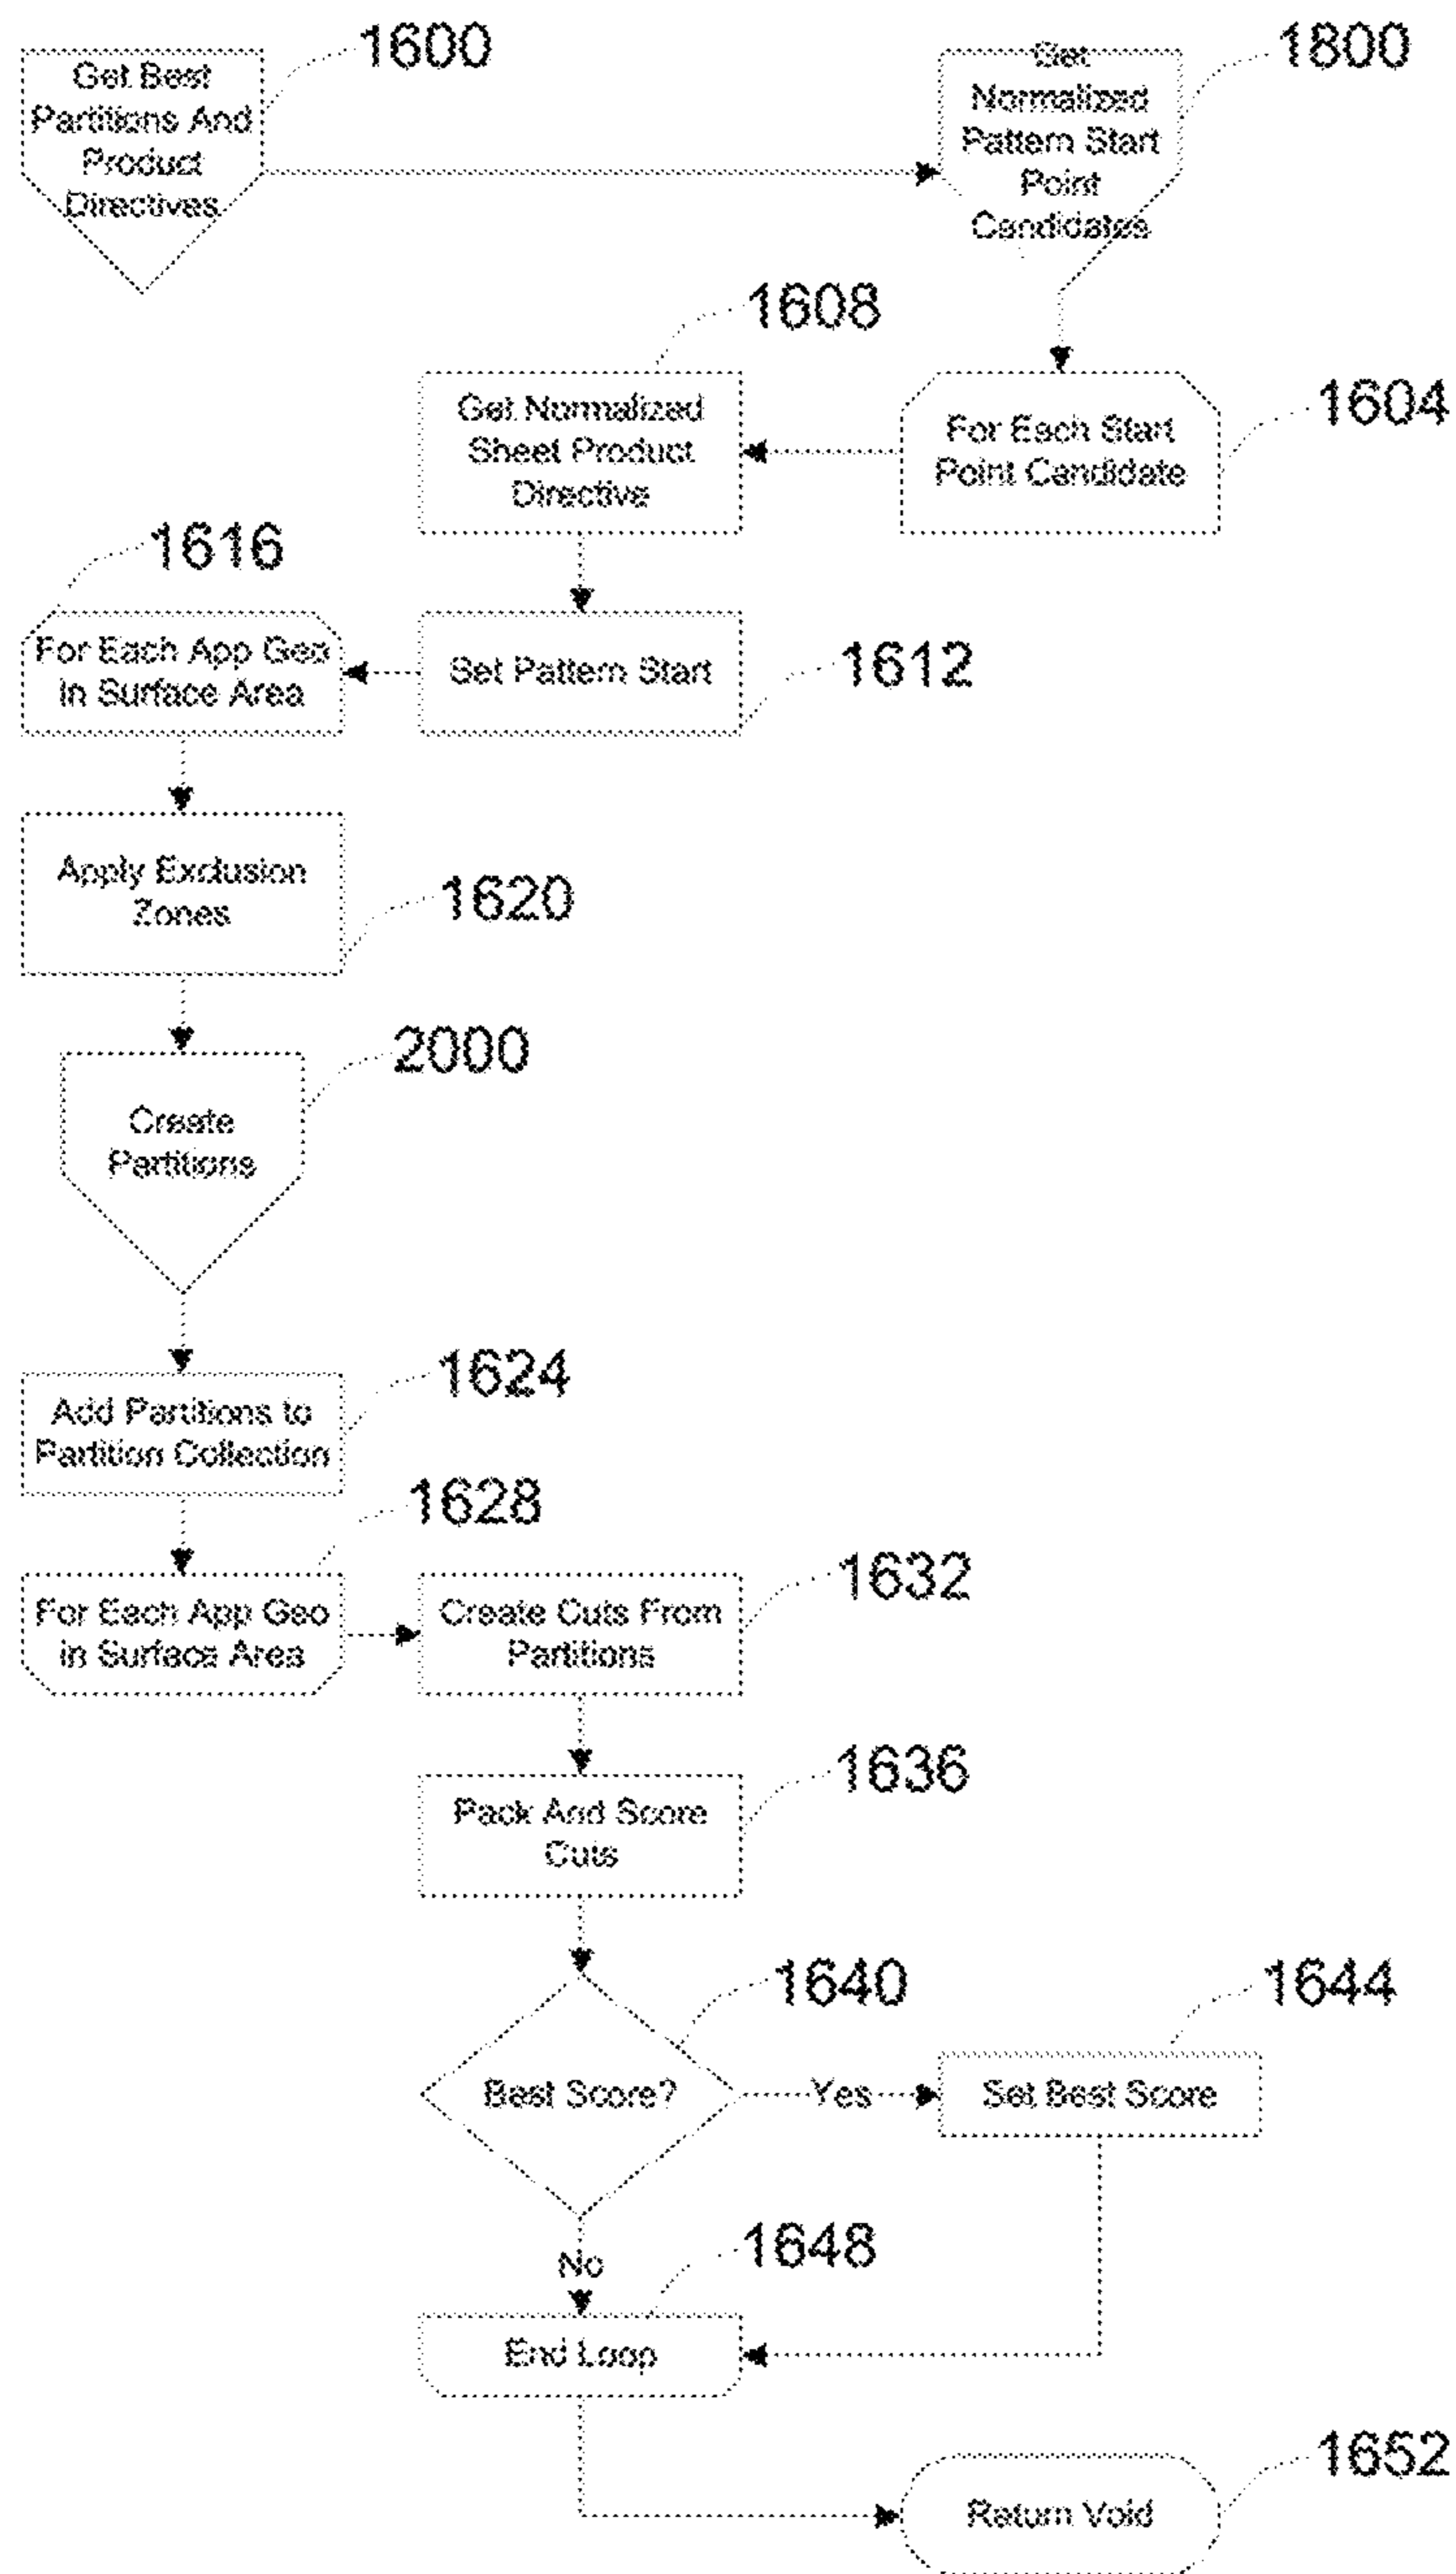 1600
Get Best
Partitions And
Product
Directives
1800
Get
Normalized
Pattern Start
Point
Candidates
1608
Get Normalized
Sheet Product
Directive
1604
For Each Start
Point Candidate
1616
For Each App Geo
in Surface Area
Set Pattern Start
1612
Apply Exclusion
Zones
1620
2000
Create
Partitions
1624
Add Partitions to
Partition Collection
1628
For Each App Geo
in Surface Area
1632
Create Cuts From
Partitions
1636
Pack And Score
Cuts
1640
Best Score?
Yes
1644
Set Best Score
No
1648
End Loop
1652
Return Void